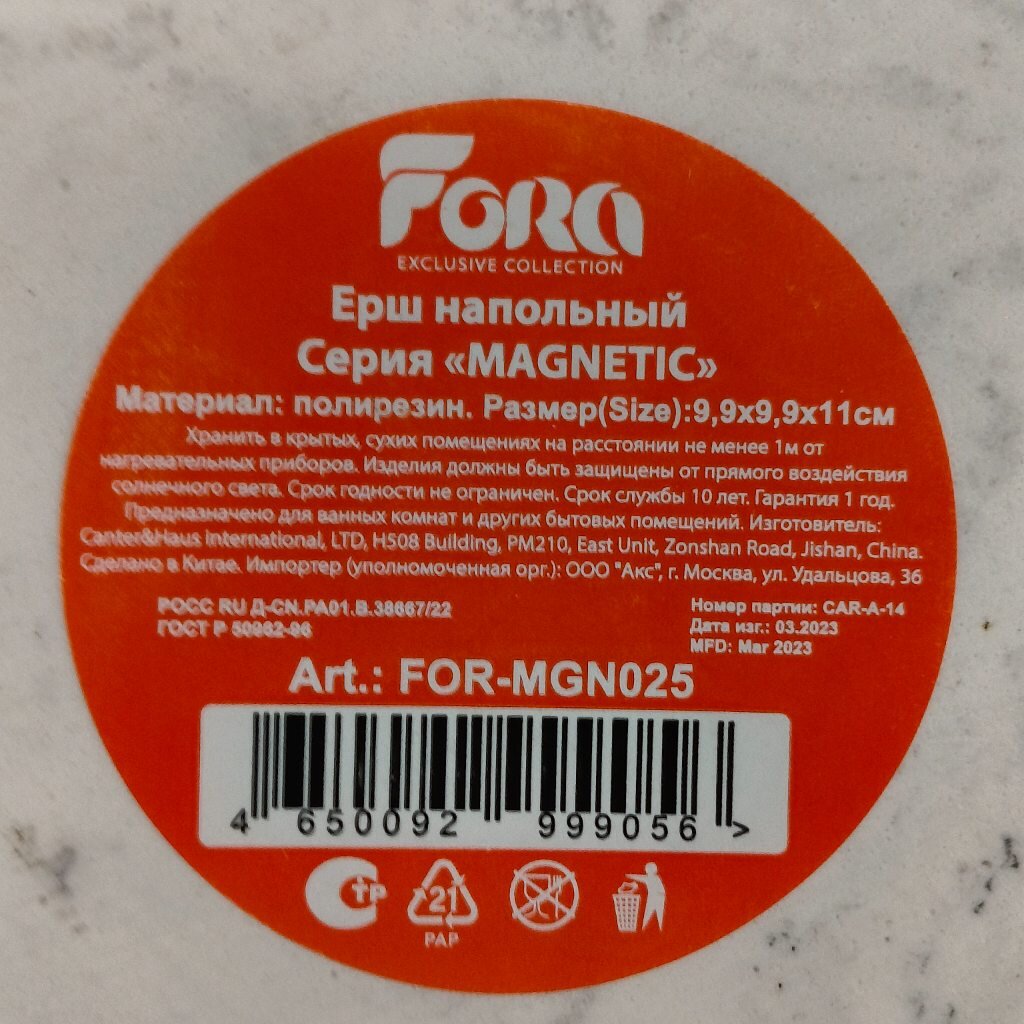 FORA
EXCLUSIVE COLLECTION
Ерш напольный
Серия «MAGNETIC»
Материал: полирезин. Размер(Size):9,9х9,9х11см
Хранить в крытых, сухих помещениях на расстоянии не менее 1м от
нагревательных приборов. Изделия должны быть защищены от прямого воздействия
солнечного света. Срок годности не ограничен. Срок службы 10 лет. Гарантия 1 год.
Предназначено для ванных комнат и других бытовых помещений. Изготовитель:
Canter&Haus International, LTD, H508 Building, PM210, East Unit, Zonshan Road, Jishan, China.
Сделано в Китае. Импортер (уполномоченная орг.): ООО "Акс", г. Москва, ул. Удальцова, 36
РОСС RU Д-CN.РА01.В.38667/22
ГОСТ Р 50962-96
Номер партии: CAR-A-14
Дата изг.: 03.2023
MFD: Mar 2023
Art.: FOR-MGN025
4 650092 999056 >
СТР
21
PAP